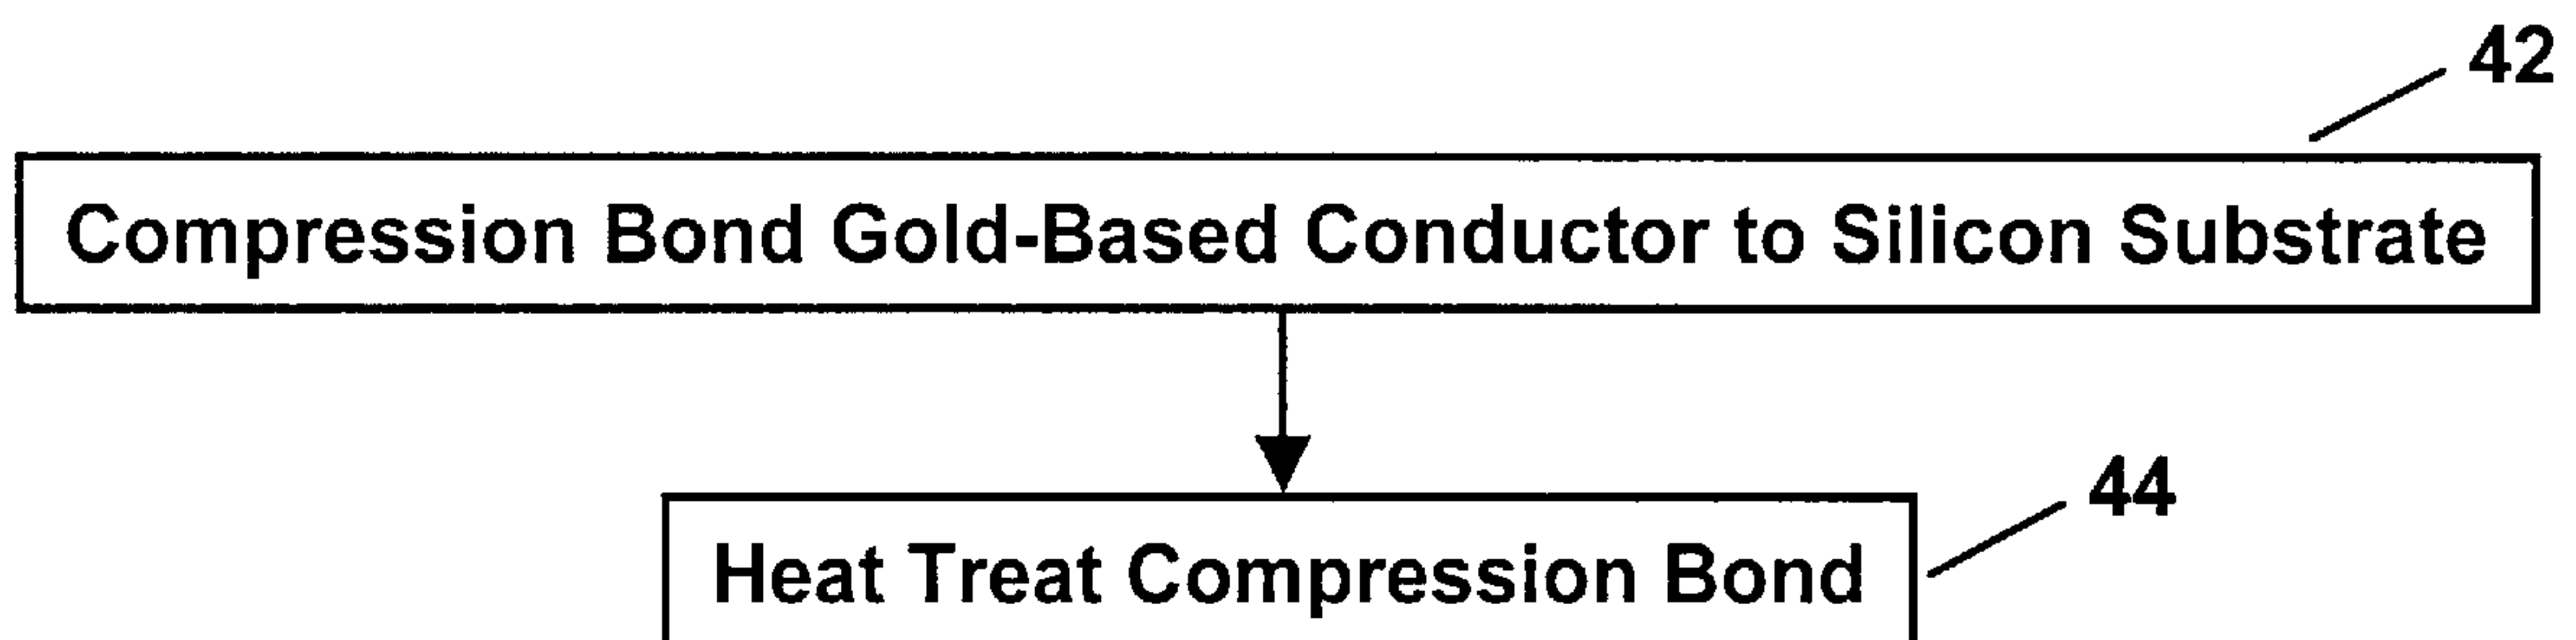 42
Compression Bond Gold-Based Conductor to Silicon Substrate
44
Heat Treat Compression Bond